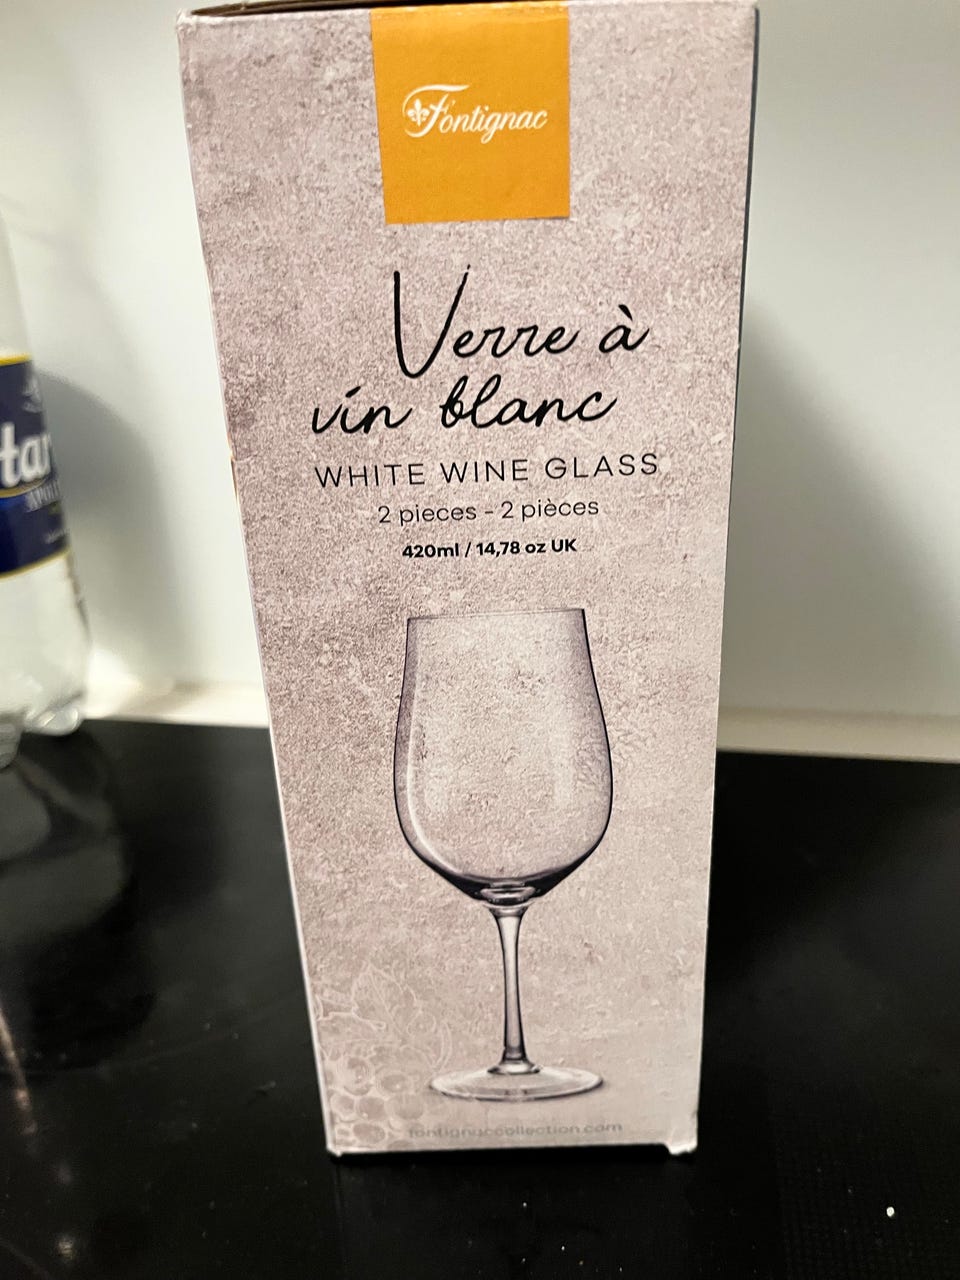 Fontignac
Verre à
vin blanc
WHITE WINE GLASS
2 pieces - 2 pièces
420ml / 14,78 oz UK
fontignaccollection.com